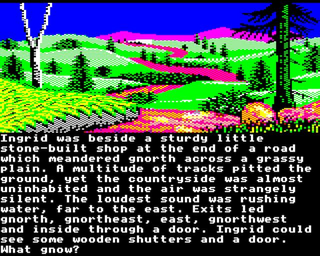 Ingrid was beside a sturdy little
stone-built shop at the end of a road
which meandered gnorth across a grassy
plain. A multitude of tracks pitted the
ground, yet the countryside was almost
uninhabited and the air was strangely
silent. The loudest sound was rushing
water, far to the east. Exits led
gnorth, gnortheast, east, gnorthwest
and inside through a door. Ingrid could
see some wooden shutters and a door.
What gnow?